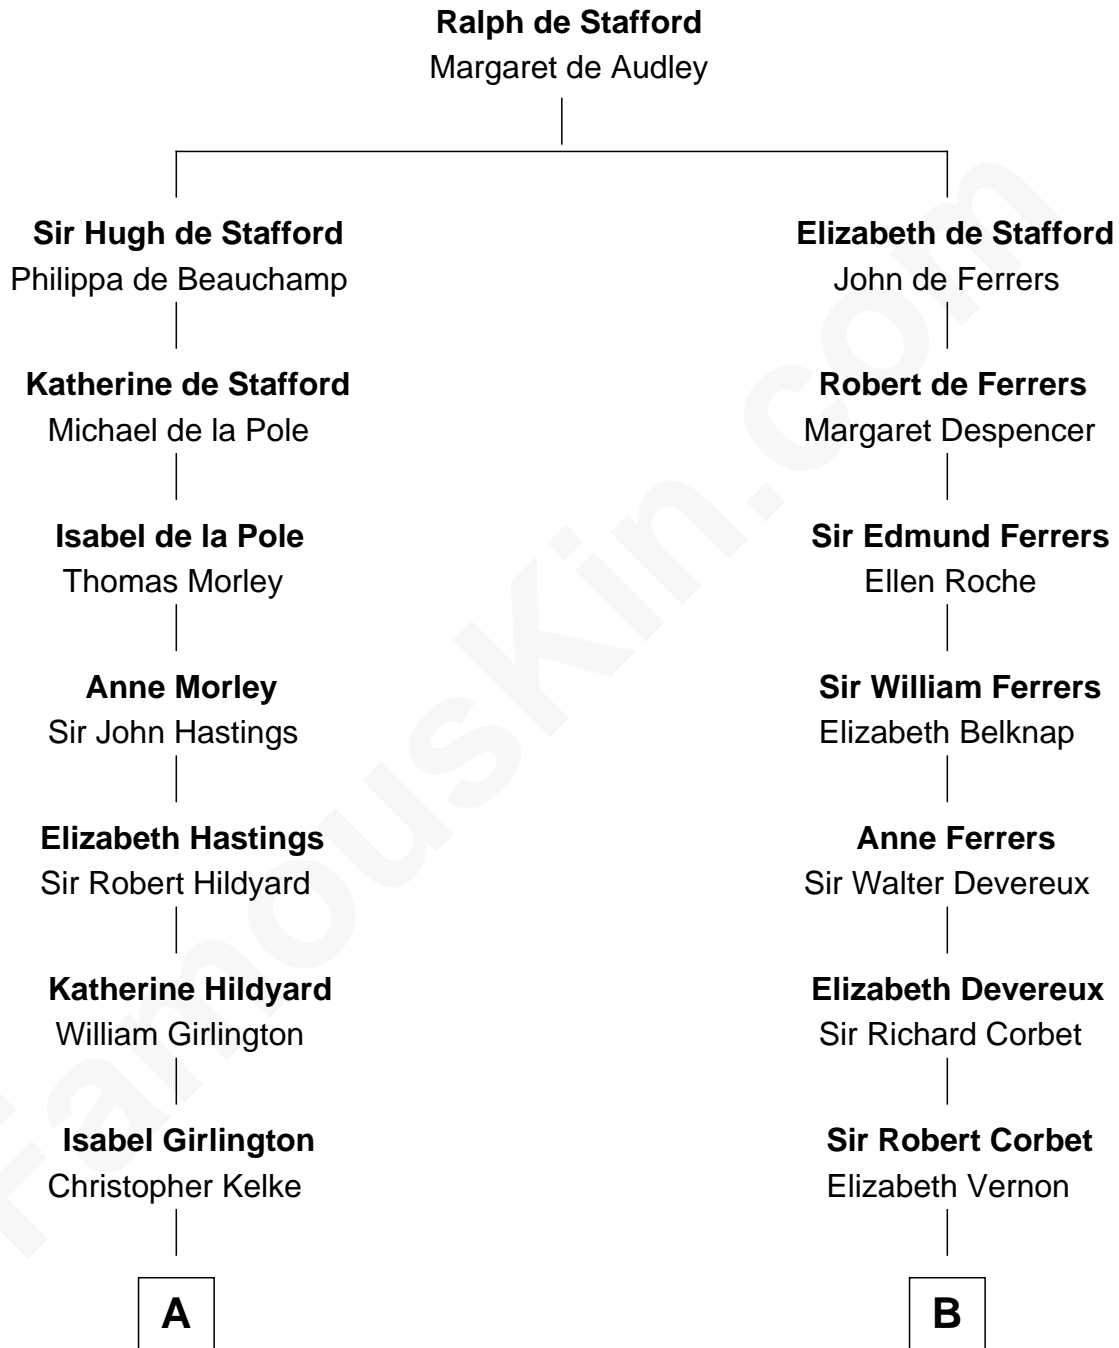 Ralph de Stafford
Margaret de Audley
Sir Hugh de Stafford
Philippa de Beauchamp
Katherine de Stafford
Michael de la Pole
Isabel de la Pole
Thomas Morley
Anne Morley
Sir John Hastings
Elizabeth Hastings
Sir Robert Hildyard
Katherine Hildyard
William Girlington
Isabel Girlington
Christopher Kelke
A
Elizabeth de Stafford
John de Ferrers
Robert de Ferrers
Margaret Despencer
Sir Edmund Ferrers
Ellen Roche
Sir William Ferrers
Elizabeth Belknap
Anne Ferrers
Sir Walter Devereux
Elizabeth Devereux
Sir Richard Corbet
Sir Robert Corbet
Elizabeth Vernon
B
FamousKin.com